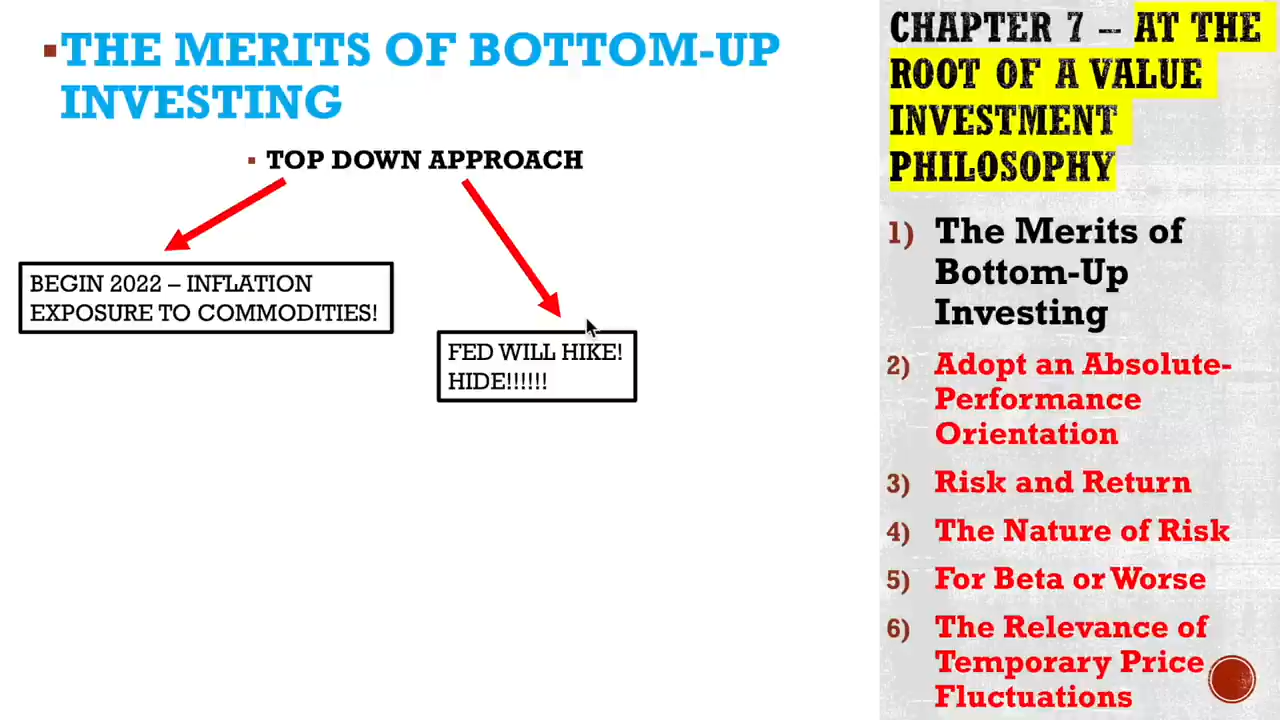 ▪THE MERITS OF BOTTOM-UP
INVESTING
▪ TOP DOWN APPROACH
BEGIN 2022 – INFLATION
EXPOSURE TO COMMODITIES!
FED WILL HIKE!
HIDE!!!!!!
CHAPTER 7 – AT THE
ROOT OF A VALUE
INVESTMENT
PHILOSOPHY
1) The Merits of
Bottom-Up
Investing
2) Adopt an Absolute-
Performance
Orientation
3) Risk and Return
4) The Nature of Risk
5) For Beta or Worse
6) The Relevance of
Temporary Price
Fluctuations